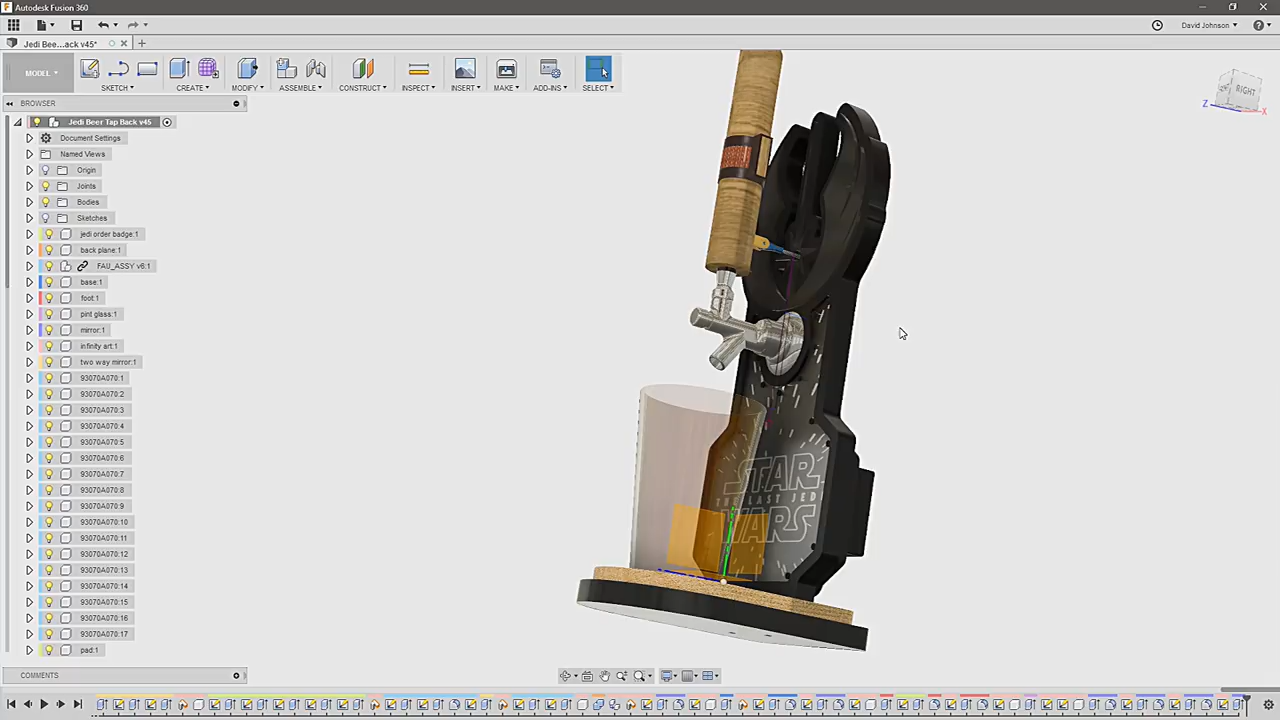 Autodesk Fusion 360
David Johnson
Jedi Bee...ack v45*
MODEL
SKETCH
CREATE
MODIFY
ASSEMBLE
CONSTRUCT
INSPECT
INSERT
MAKE
ADD-INS
SELECT
BROWSER
Jedi Beer Tap Back v45
Document Settings
Named Views
Origin
Joints
Bodies
Sketches
jedi order badge:1
back plane:1
FAU_ASSY v6:1
base:1
foot:1
pint glass:1
mirror:1
infinity art:1
two way mirror:1
93070A070:1
93070A070:2
93070A070:3
93070A070:4
93070A070:5
93070A070:6
93070A070:7
93070A070:8
93070A070:9
93070A070:10
93070A070:11
93070A070:12
93070A070:13
93070A070:14
93070A070:15
93070A070:16
93070A070:17
pad:1
COMMENTS
RIGHT
Z
X
STAR
THE LAST JEDI
WARS